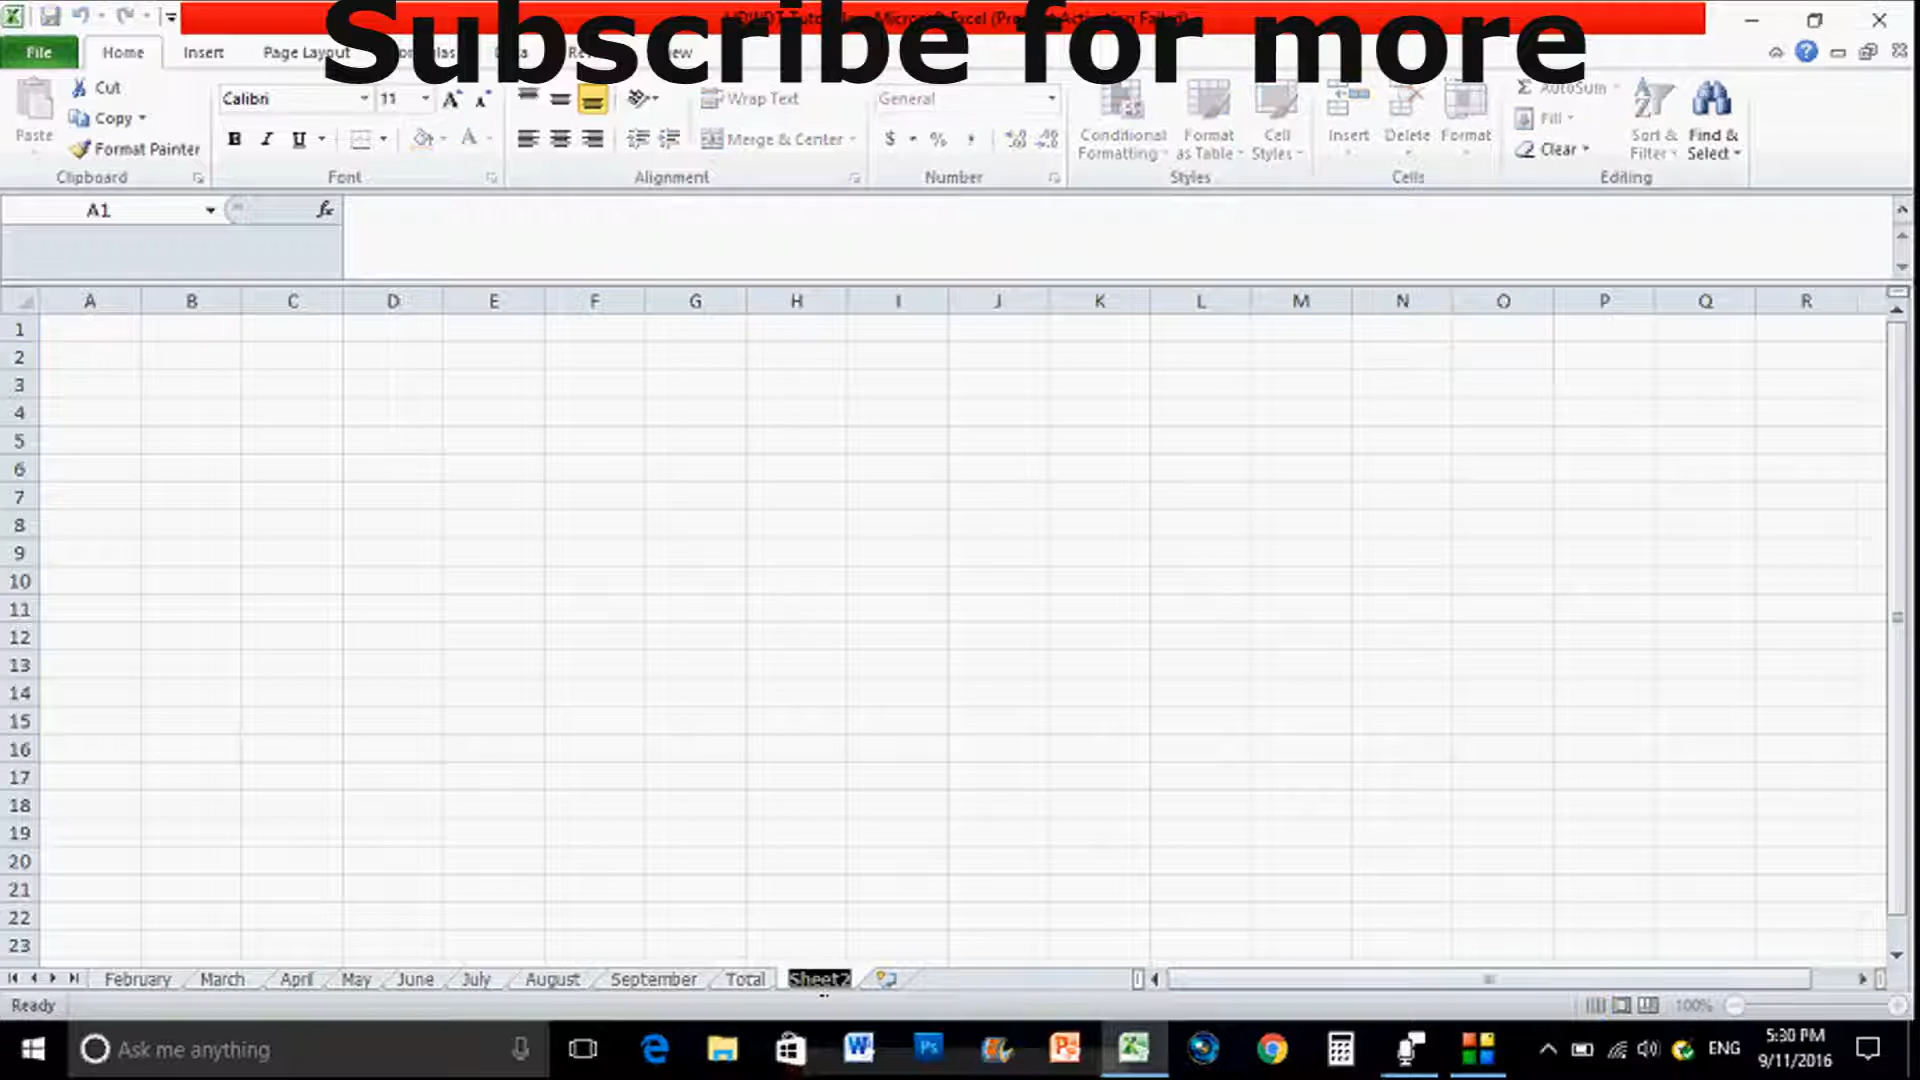 Subscribe for more
Microsoft Excel
File Home Insert Page Layout
Cut
Copy
Format Painter
Paste
Clipboard
Calibri 11
B I U
Font
Wrap Text
Merge & Center
Alignment
General
$ % ,
Number
Conditional Formatting
Format as Table
Cell Styles
Styles
Insert Delete Format
Cells
Σ AutoSum
Fill
Clear
Sort & Filter
Find & Select
Editing
A1 fx
A B C D E F G H I J K L M N O P Q R
1
2
3
4
5
6
7
8
9
10
11
12
13
14
15
16
17
18
19
20
21
22
23
February March April May June July August September Total Sheet2
Ready 100%
Ask me anything
ENG
5:30 PM
9/11/2016